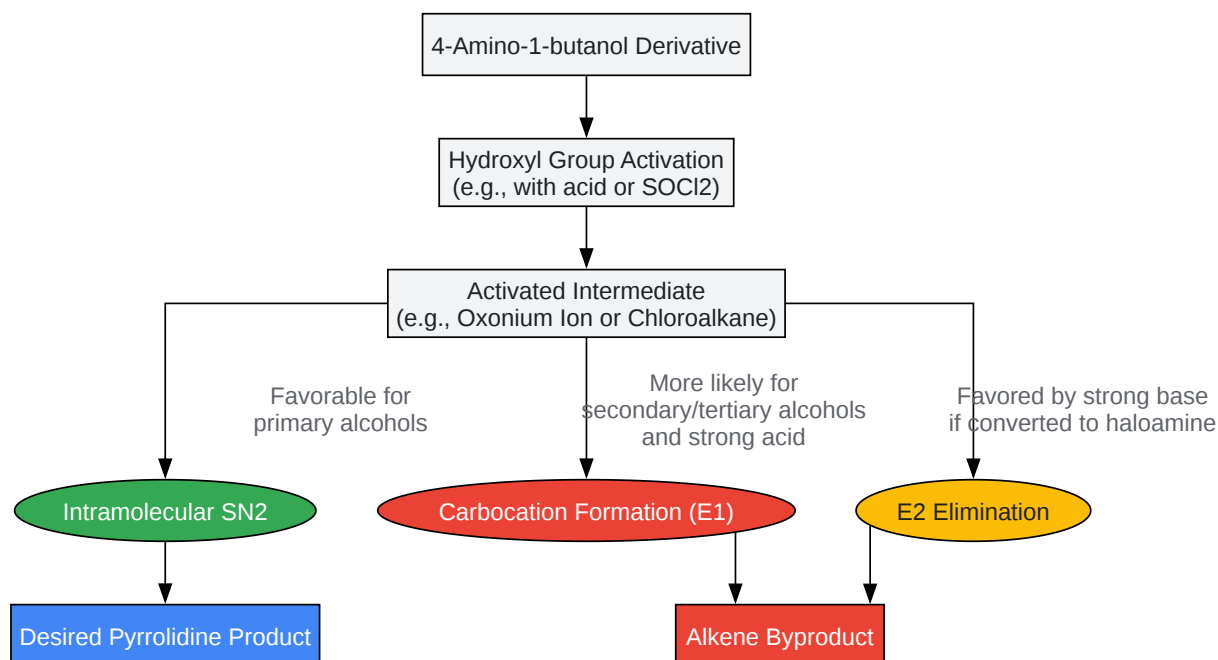 4-Amino-1-butanol Derivative
Hydroxyl Group Activation
(e.g., with acid or SOCl2)
Activated Intermediate
(e.g., Oxonium Ion or Chloroalkane)
Favorable for
primary alcohols
More likely for
secondary/tertiary alcohols
and strong acid
Favored by strong base
if converted to haloamine
Intramolecular SN2
Carbocation Formation (E1)
E2 Elimination
Desired Pyrrolidine Product
Alkene Byproduct